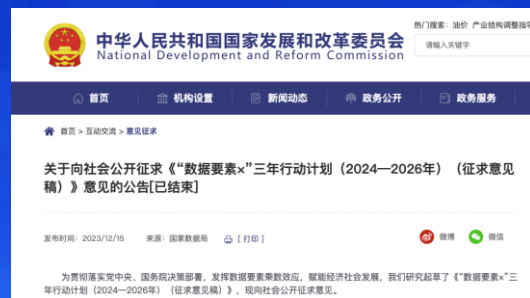 热门搜索： 油价 产业结构调整指导
中华人民共和国国家发展和改革委员会
National Development and Reform Commission
请输入关键字
首页 机构设置 新闻动态 政务公开 政务服务
首页 > 互动交流 > 意见征求
关于向社会公开征求《“数据要素×”三年行动计划（2024—2026年）（征求意见
稿）》意见的公告[已结束]
发布时间：2023/12/15 来源：国家数据局 [ 打印 ] 微博 微信
为贯彻落实党中央、国务院决策部署，发挥数据要素乘数效应，赋能经济社会发展，我们研究起草了《“数据要素×”三
年行动计划（2024—2026年）（征求意见稿）》，现向社会公开征求意见。